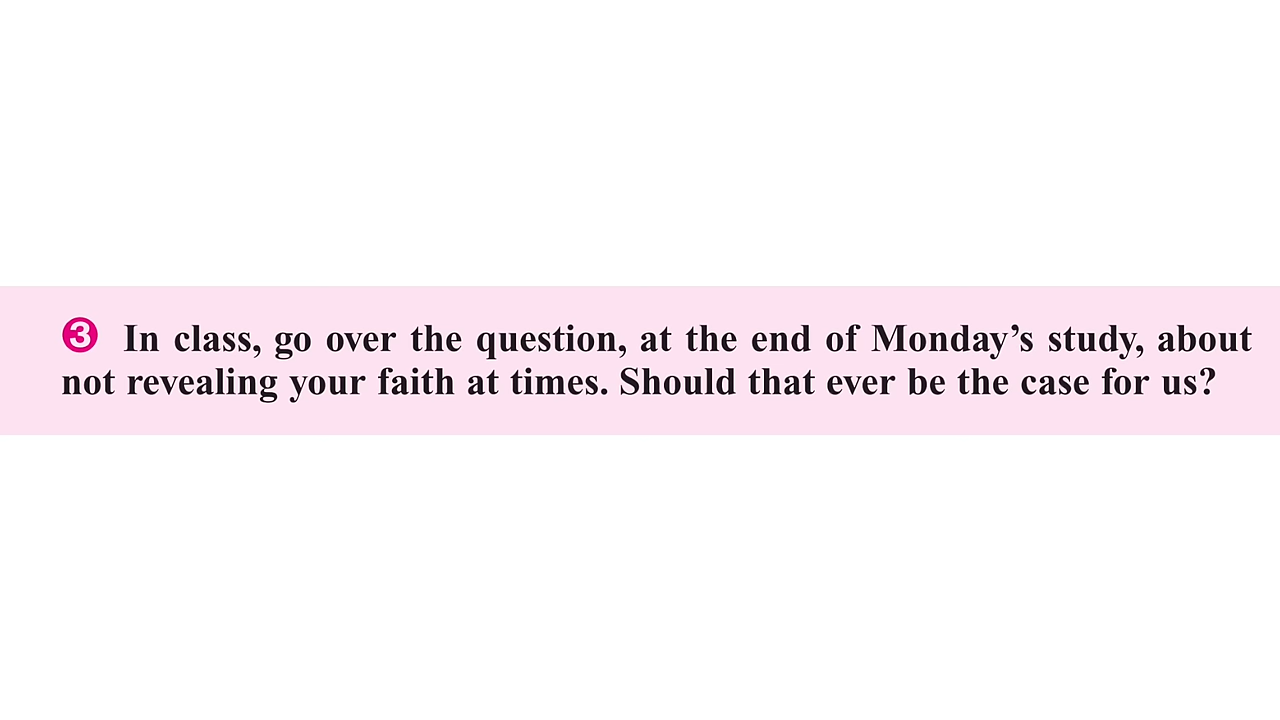 ❸ In class, go over the question, at the end of Monday’s study, about
not revealing your faith at times. Should that ever be the case for us?